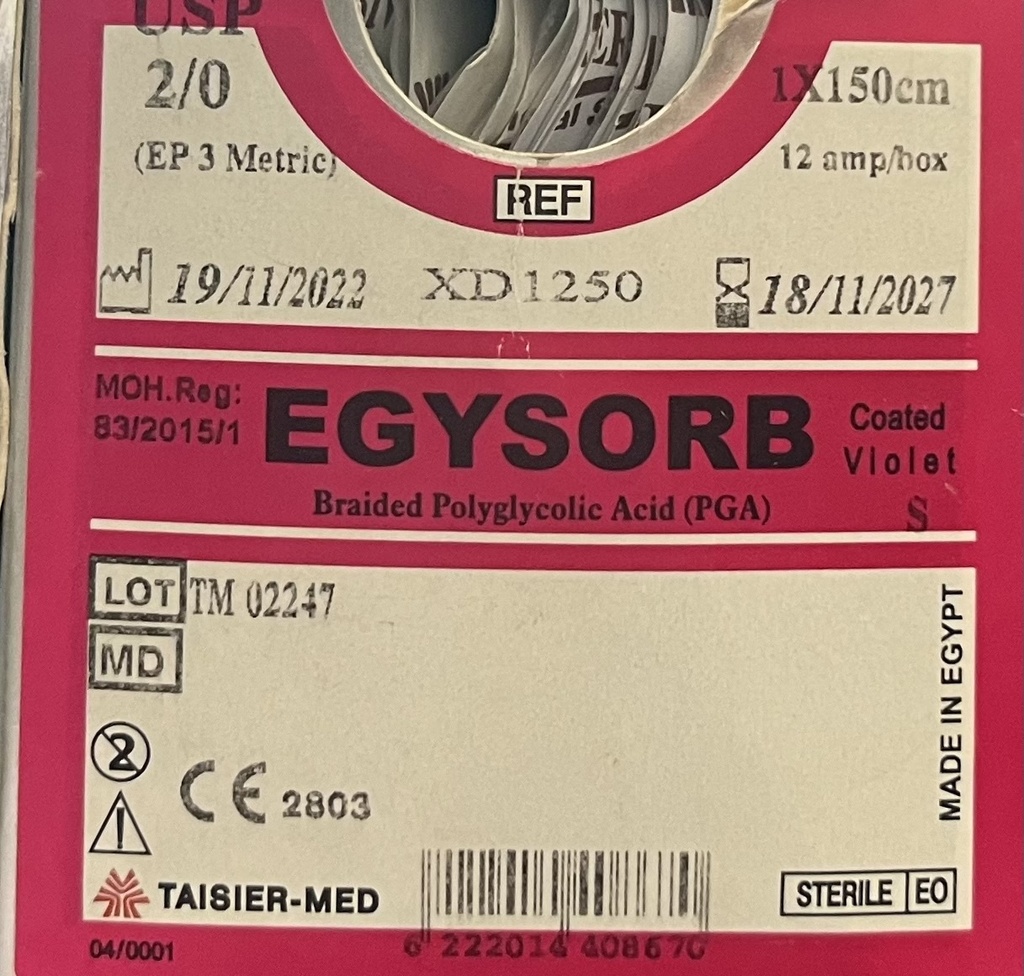 USP
2/0
1X150cm
(EP 3 Metric)
12 amp/box
REF
19/11/2022 XD1250 18/11/2027
MOH.Reg:
83/2015/1
EGYSORB
Coated
Violet
Braided Polyglycolic Acid (PGA)
S
LOT TM 02247
MD
MADE IN EGYPT
2
CE 2803
TAISIER-MED
STERILE EO
04/0001
6 222014 408670